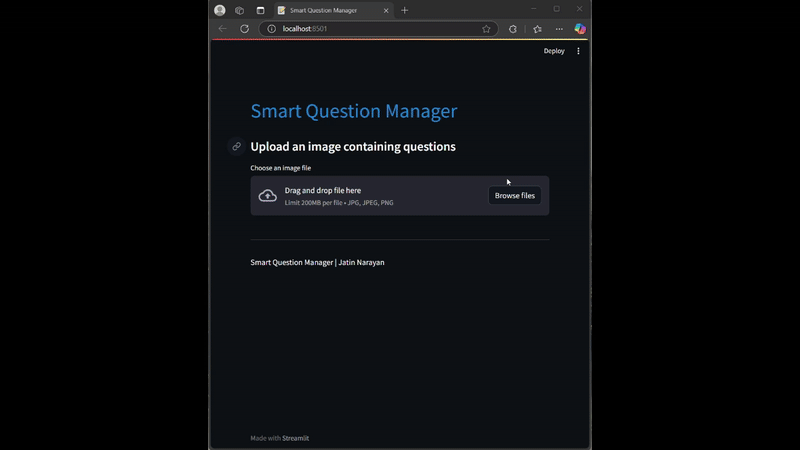 Smart Question Manager
localhost:8501
Deploy
Smart Question Manager
Upload an image containing questions
Choose an image file
Drag and drop file here
Limit 200MB per file • JPG, JPEG, PNG
Browse files
Smart Question Manager | Jatin Narayan
Made with Streamlit